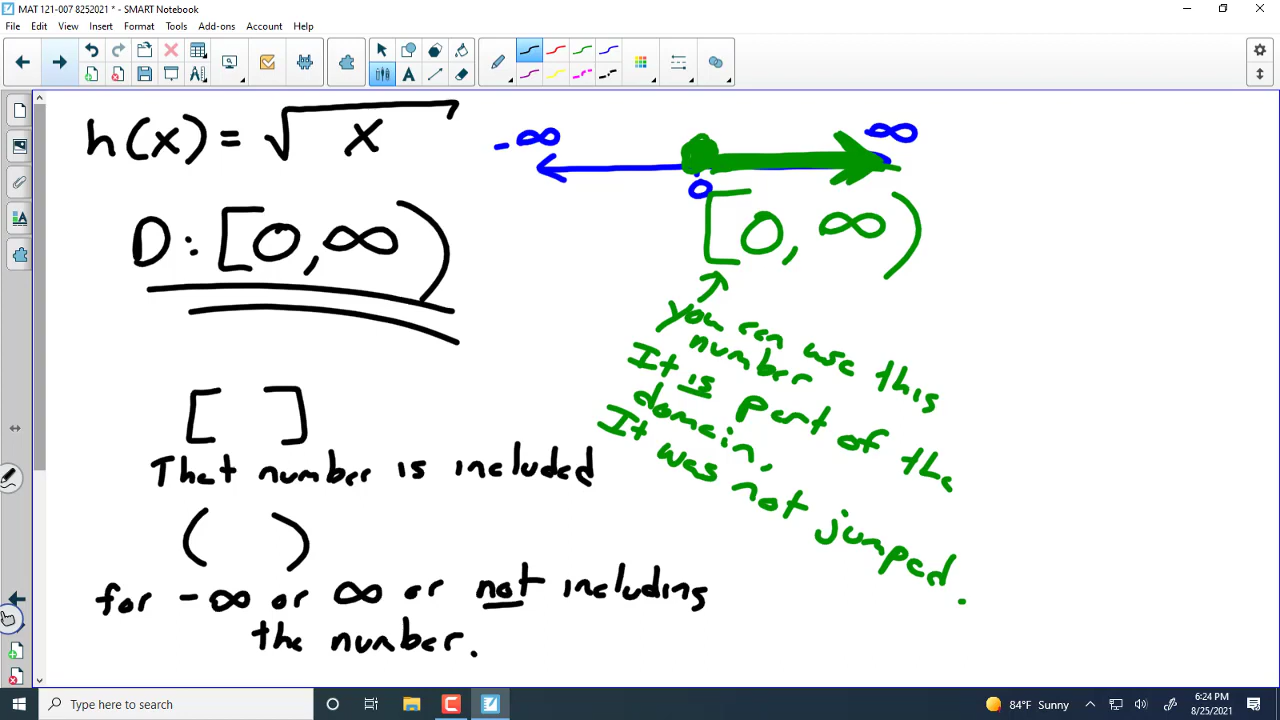 MAT 121-007 8252021 * - SMART Notebook
File Edit View Insert Format Tools Add-ons Account Help
h(x) = √x
D: [0, ∞)
[ ]
That number is included
( )
for -∞ or ∞ or not including
the number.
-∞ ∞
0
[0, ∞)
you can use this
number
It is part of the
domain.
It was not jumped.
Type here to search
84°F Sunny
6:24 PM
8/25/2021